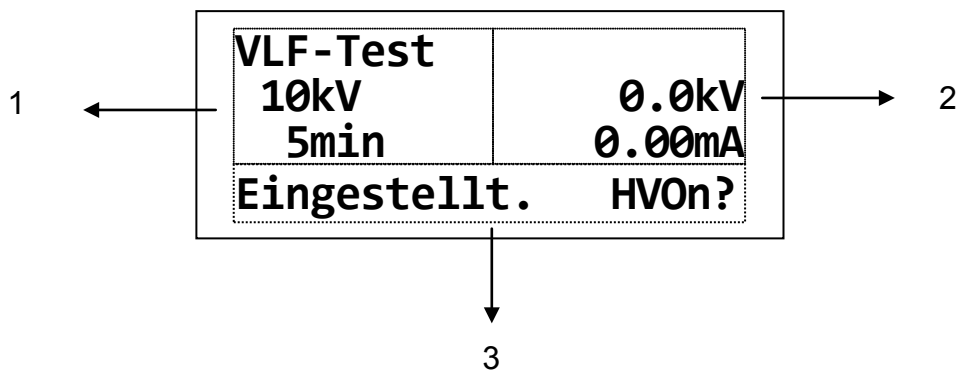 VLF-Test
1 10kV 0.0kV 2
5min 0.00mA
Eingestellt. HVOn?
3